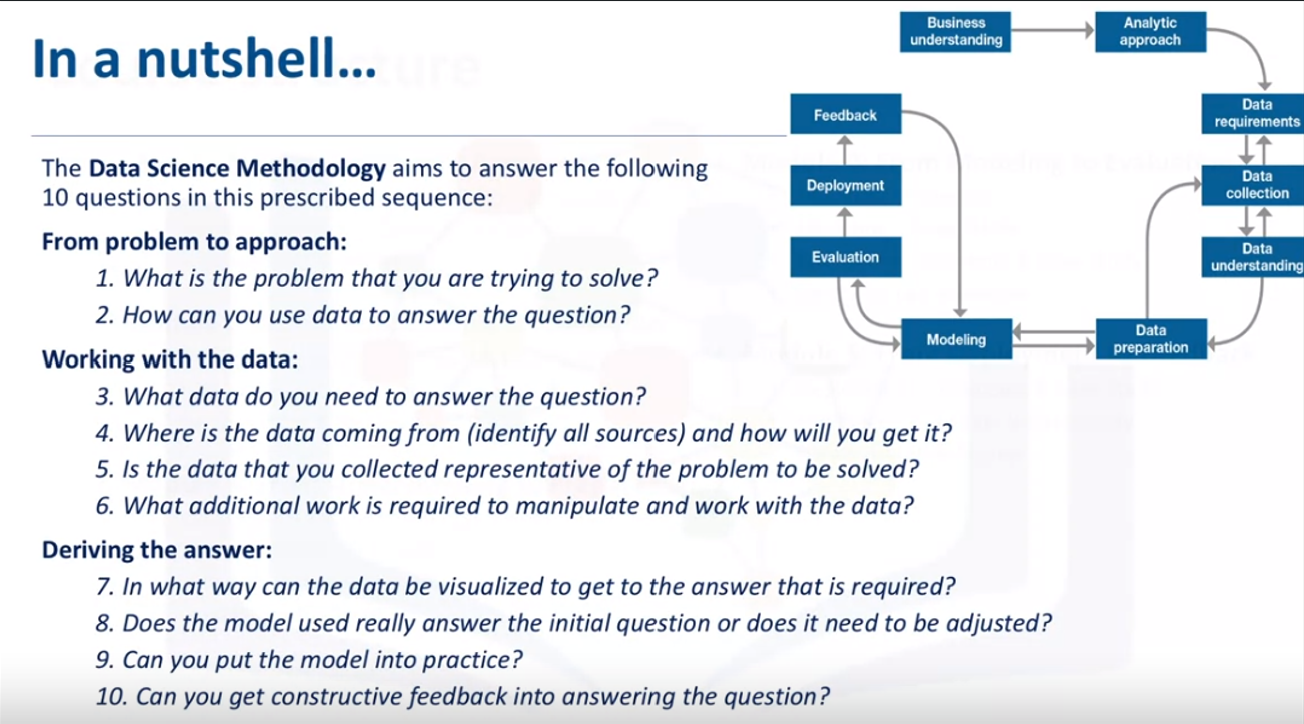 In a nutshell...
The Data Science Methodology aims to answer the following
10 questions in this prescribed sequence:
From problem to approach:
1. What is the problem that you are trying to solve?
2. How can you use data to answer the question?
Working with the data:
3. What data do you need to answer the question?
4. Where is the data coming from (identify all sources) and how will you get it?
5. Is the data that you collected representative of the problem to be solved?
6. What additional work is required to manipulate and work with the data?
Deriving the answer:
7. In what way can the data be visualized to get to the answer that is required?
8. Does the model used really answer the initial question or does it need to be adjusted?
9. Can you put the model into practice?
10. Can you get constructive feedback into answering the question?
Business
understanding
Analytic
approach
Data
requirements
Data
collection
Data
understanding
Data
preparation
Modeling
Evaluation
Deployment
Feedback